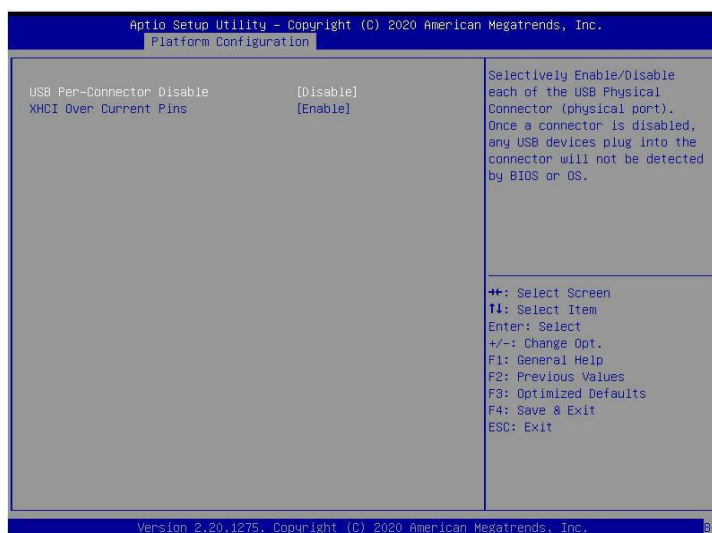 Aptio Setup Utility – Copyright (C) 2020 American Megatrends, Inc.
Platform Configuration
USB Per-Connector Disable [Disable]
XHCI Over Current Pins [Enable]
Selectively Enable/Disable
each of the USB Physical
Connector (physical port).
Once a connector is disabled,
any USB devices plug into the
connector will not be detected
by BIOS or OS.
→←: Select Screen
↑↓: Select Item
Enter: Select
+/-: Change Opt.
F1: General Help
F2: Previous Values
F3: Optimized Defaults
F4: Save & Exit
ESC: Exit
Version 2.20.1275. Copyright (C) 2020 American Megatrends, Inc.
B